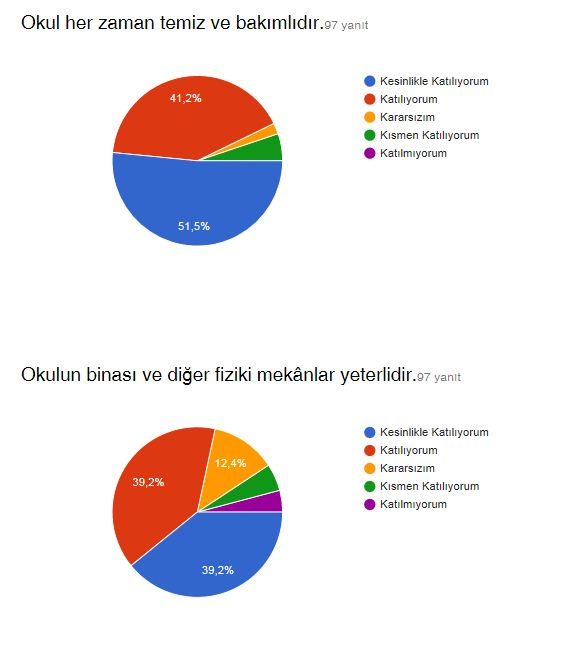 Okul her zaman temiz ve bakımlıdır.97 yanıt
Kesinlikle Katılıyorum
Katılıyorum
Kararsızım
Kısmen Katılıyorum
Katılmıyorum
41,2%
51,5%
Okulun binası ve diğer fiziki mekânlar yeterlidir.97 yanıt
Kesinlikle Katılıyorum
Katılıyorum
Kararsızım
Kısmen Katılıyorum
Katılmıyorum
12,4%
39,2%
39,2%